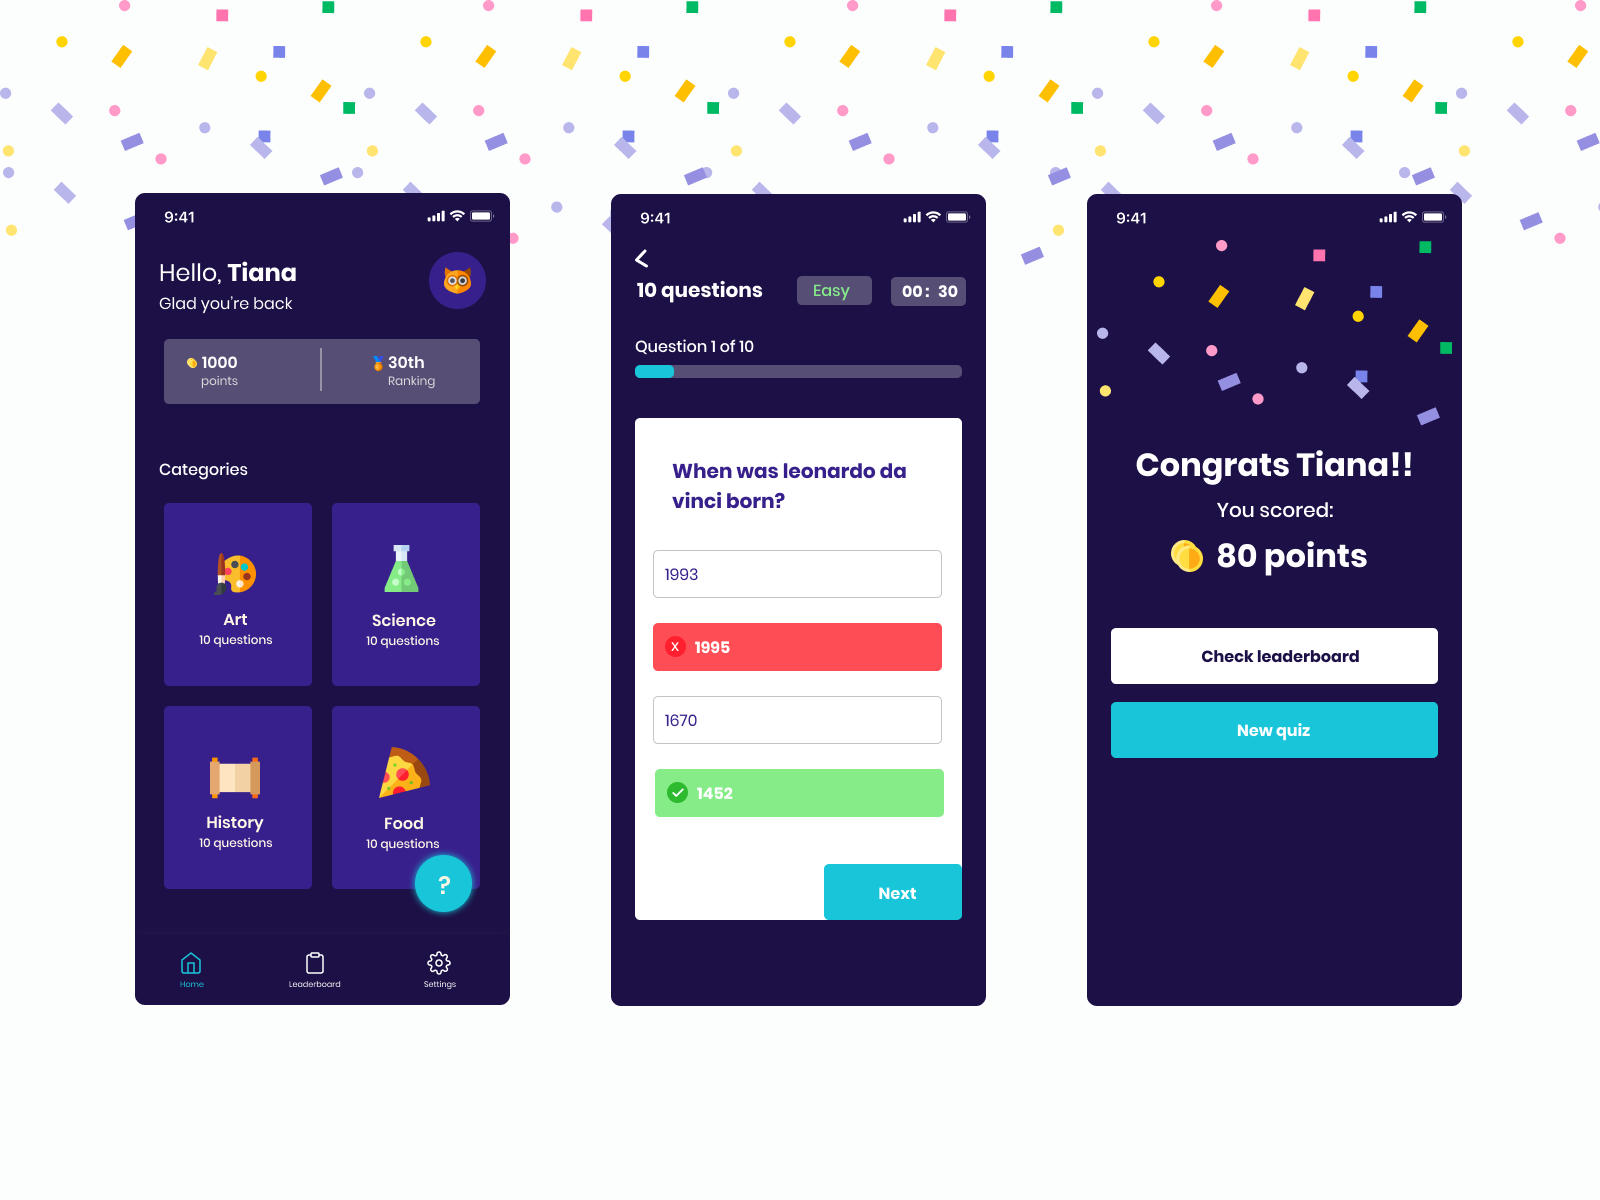 9:41
Hello, Tiana
Glad you're back
1000
points
30th
Ranking
Categories
Art
10 questions
Science
10 questions
History
10 questions
Food
10 questions
?
Home
Leaderboard
Settings
9:41
10 questions
Easy
00: 30
Question 1 of 10
When was leonardo da
vinci born?
1993
X 1995
1670
1452
Next
9:41
Congrats Tiana!!
You scored:
80 points
Check leaderboard
New quiz